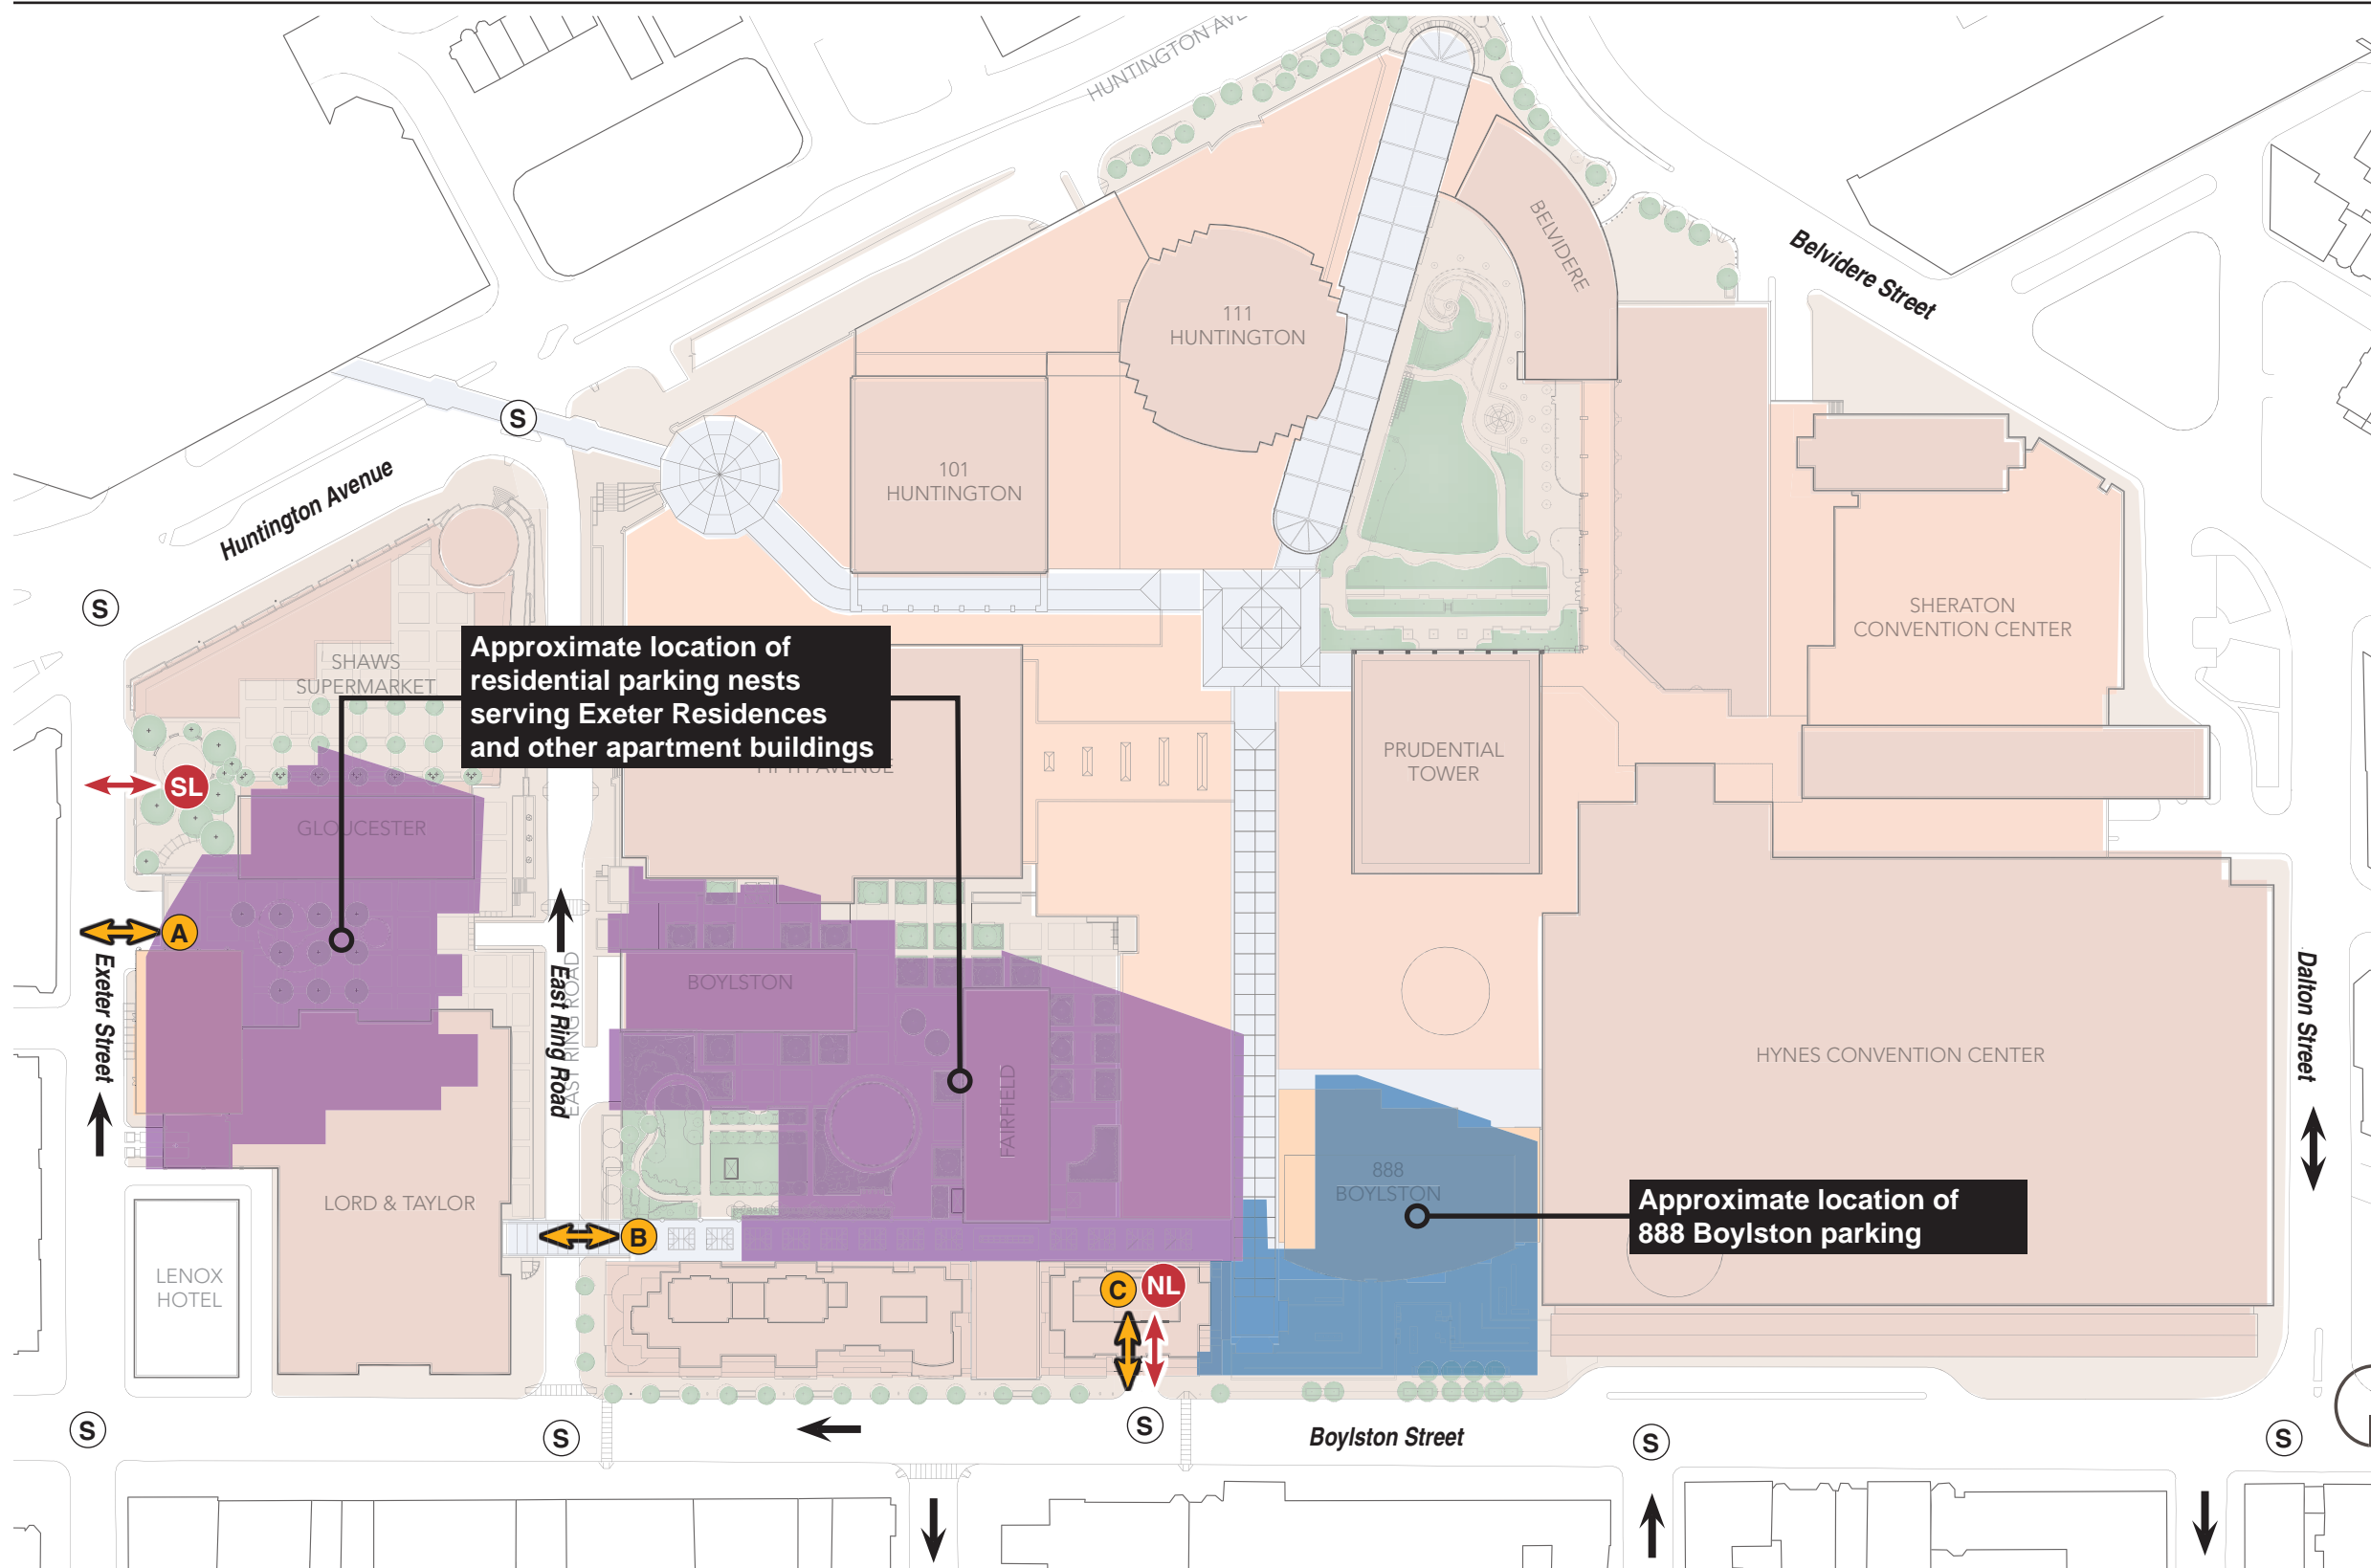 HUNTINGTON AVE
BELVIDERE
Belvidere Street
111
HUNTINGTON
S
101
HUNTINGTON
Huntington Avenue
S
SHERATON
CONVENTION CENTER
SHAWS
SUPERMARKET
Approximate location of
residential parking nests
serving Exeter Residences
and other apartment buildings
FIFTH AVENUE
PRUDENTIAL
TOWER
SL
GLOUCESTER
A
Exeter Street
East Ring Road
EAST RING ROAD
BOYLSTON
FAIRFIELD
HYNES CONVENTION CENTER
Dalton Street
888
BOYLSTON
Approximate location of
888 Boylston parking
LORD & TAYLOR
B
LENOX
HOTEL
C
NL
S
S
S
Boylston Street
S
S